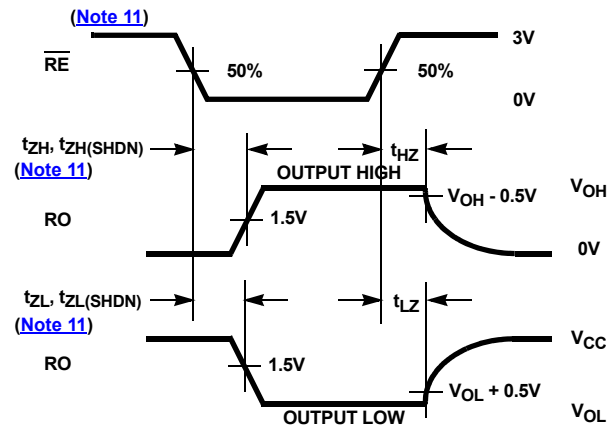 (Note 11)
RE
50%
50%
3V
0V
tZH, tZH(SHDN)
(Note 11)
tHZ
OUTPUT HIGH
VOH - 0.5V
VOH
RO
1.5V
0V
tZL, tZL(SHDN)
(Note 11)
tLZ
VCC
RO
1.5V
VOL + 0.5V
OUTPUT LOW
VOL